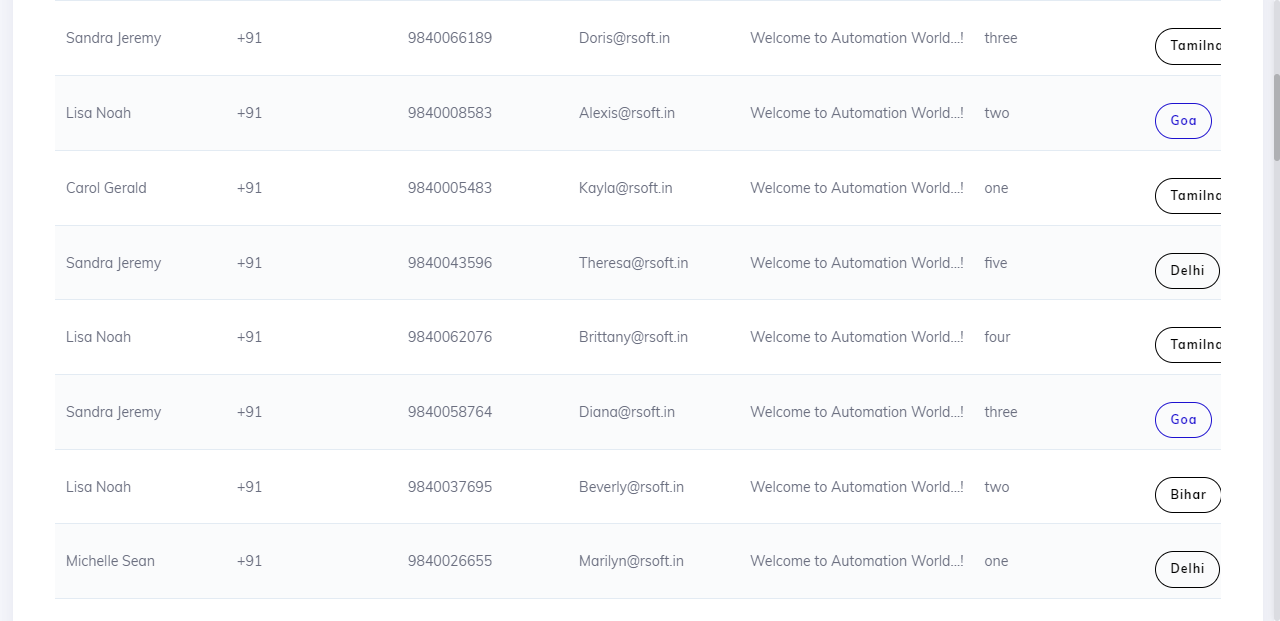 Sandra Jeremy +91 9840066189 Doris@rsoft.in Welcome to Automation World...! three Tamilna
Lisa Noah +91 9840008583 Alexis@rsoft.in Welcome to Automation World...! two Goa
Carol Gerald +91 9840005483 Kayla@rsoft.in Welcome to Automation World...! one Tamilna
Sandra Jeremy +91 9840043596 Theresa@rsoft.in Welcome to Automation World...! five Delhi
Lisa Noah +91 9840062076 Brittany@rsoft.in Welcome to Automation World...! four Tamilna
Sandra Jeremy +91 9840058764 Diana@rsoft.in Welcome to Automation World...! three Goa
Lisa Noah +91 9840037695 Beverly@rsoft.in Welcome to Automation World...! two Bihar
Michelle Sean +91 9840026655 Marilyn@rsoft.in Welcome to Automation World...! one Delhi